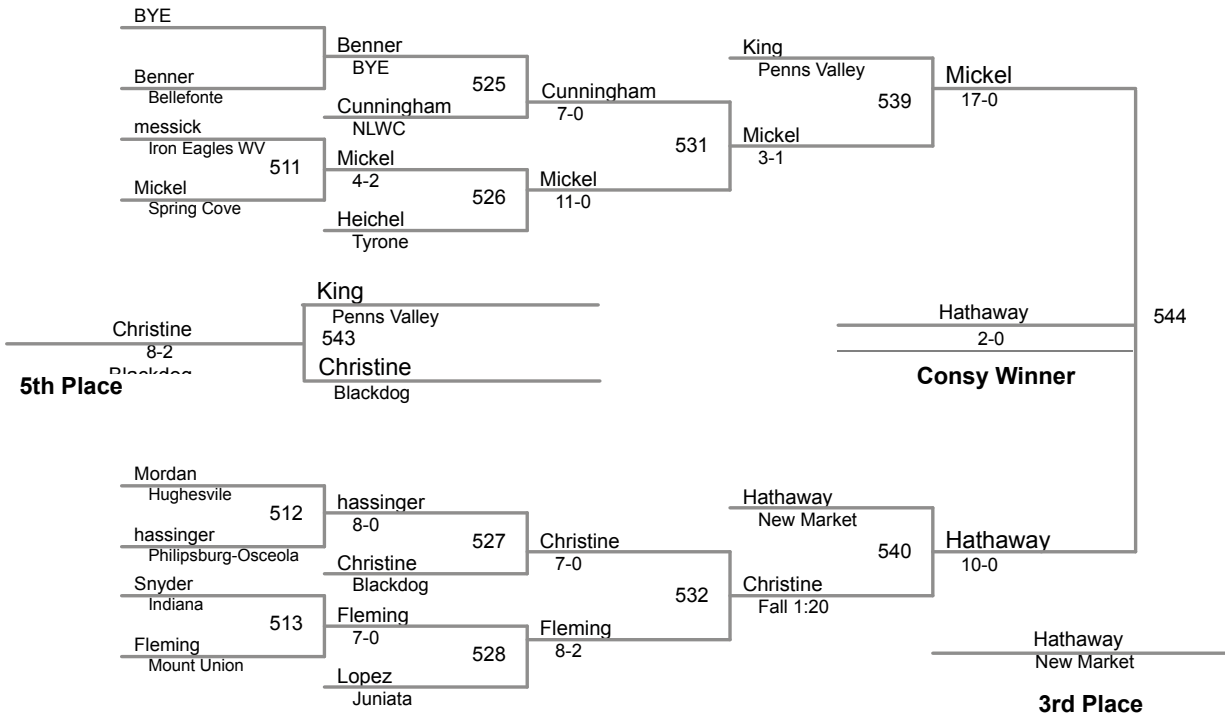 BYE
Benner
Bellefonte
messick
Iron Eagles WV
511
Mickel
Spring Cove
Benner
BYE
525
Cunningham
NLWC
Mickel
4-2
526
Heichel
Tyrone
Cunningham
7-0
531
Mickel
11-0
King
Penns Valley
539
Mickel
3-1
Mickel
17-0
King
Penns Valley
Christine
8-2
Blackdog
5th Place
543
Christine
Blackdog
Hathaway
2-0
Consy Winner
544
Mordan
Hughesvile
512
hassinger
Philipsburg-Osceola
Snyder
Indiana
513
Fleming
Mount Union
hassinger
8-0
527
Christine
Blackdog
Fleming
7-0
528
Lopez
Juniata
Christine
7-0
532
Fleming
8-2
Hathaway
New Market
540
Christine
Fall 1:20
Hathaway
10-0
Hathaway
New Market
3rd Place